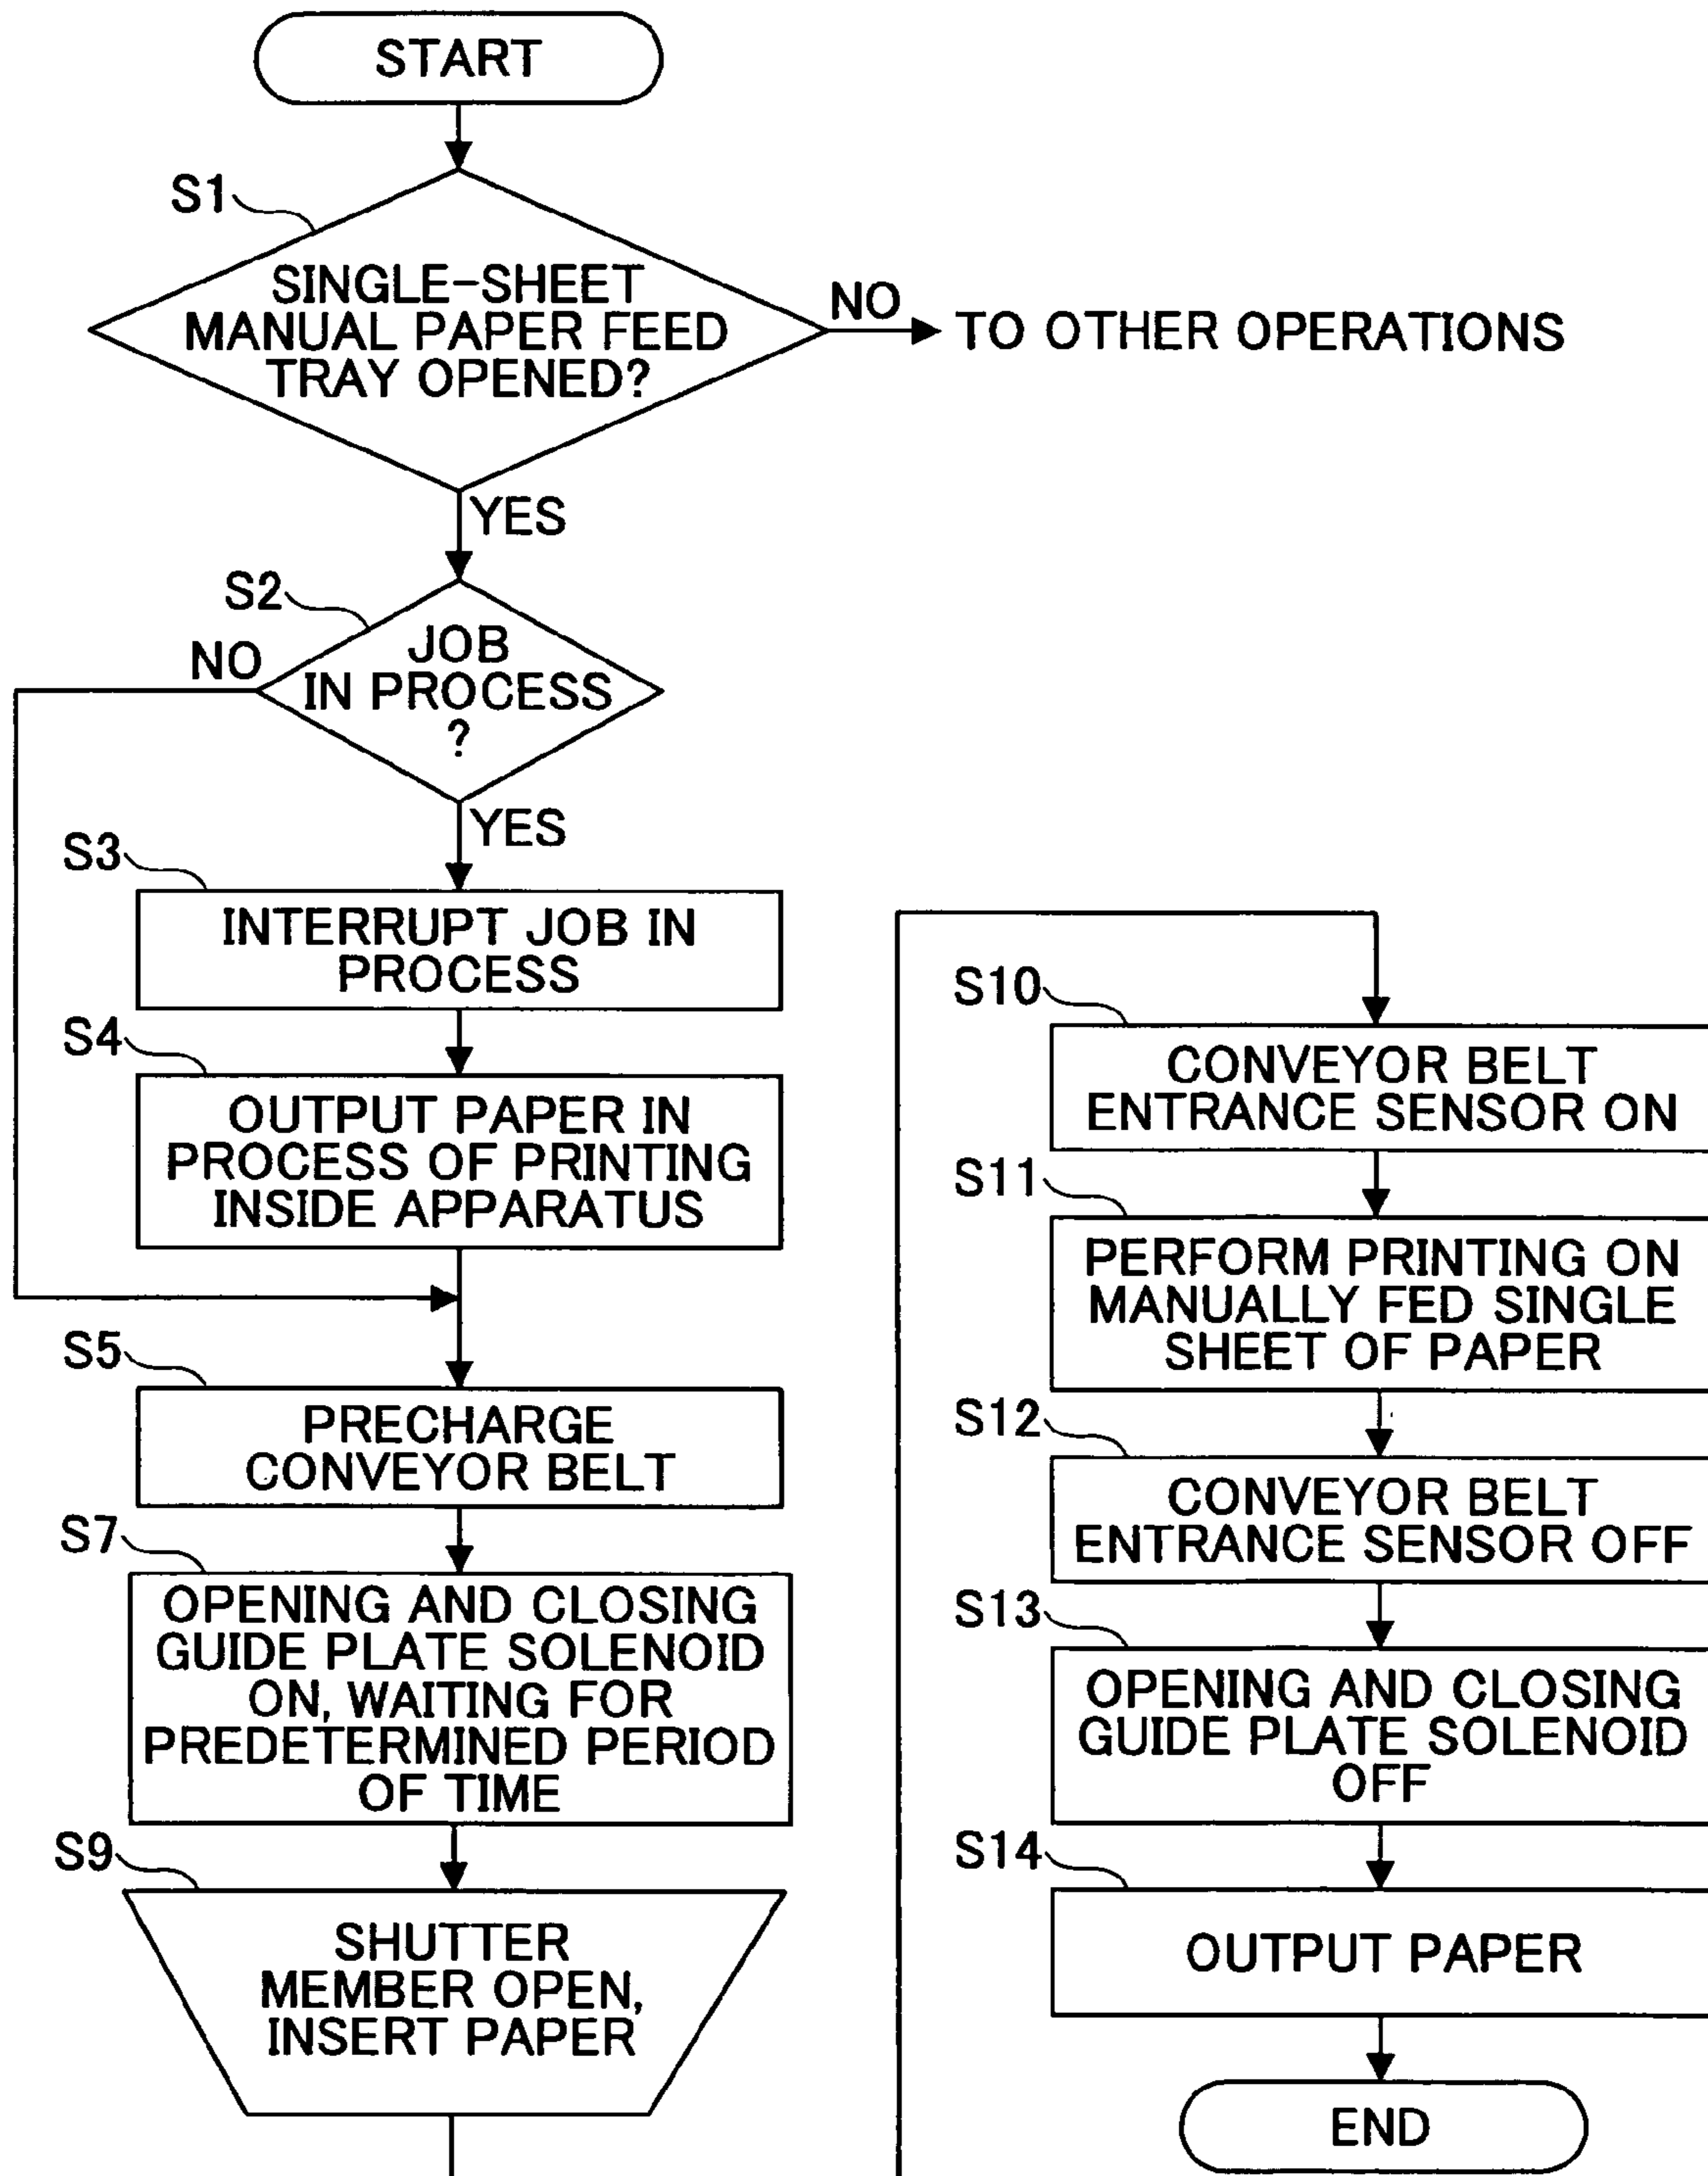 START
S1
SINGLE-SHEET
MANUAL PAPER FEED
TRAY OPENED?
NO
TO OTHER OPERATIONS
YES
S2
JOB
IN PROCESS
?
NO
YES
S3
INTERRUPT JOB IN
PROCESS
S4
OUTPUT PAPER IN
PROCESS OF PRINTING
INSIDE APPARATUS
S5
PRECHARGE
CONVEYOR BELT
S7
OPENING AND CLOSING
GUIDE PLATE SOLENOID
ON, WAITING FOR
PREDETERMINED PERIOD
OF TIME
S9
SHUTTER
MEMBER OPEN,
INSERT PAPER
S10
CONVEYOR BELT
ENTRANCE SENSOR ON
S11
PERFORM PRINTING ON
MANUALLY FED SINGLE
SHEET OF PAPER
S12
CONVEYOR BELT
ENTRANCE SENSOR OFF
S13
OPENING AND CLOSING
GUIDE PLATE SOLENOID
OFF
S14
OUTPUT PAPER
END